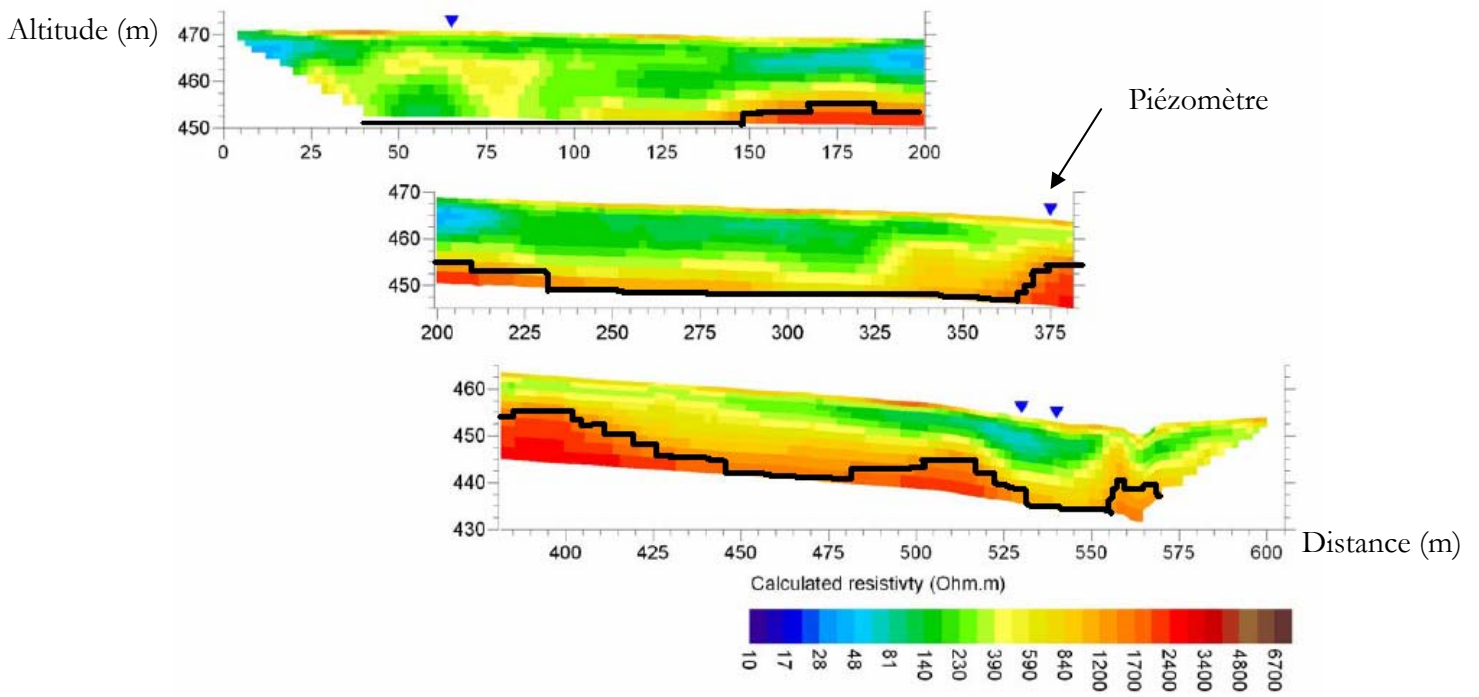 Altitude (m)
470
460
450
0 25 50 75 100 125 150 175 200
Piézomètre
470
460
450
200 225 250 275 300 325 350 375
460
450
440
430
400 425 450 475 500 525 550 575 600
Distance (m)
Calculated resistivty (Ohm.m)
10 17 28 48 81 140 230 390 590 840 1200 1700 2400 3400 4800 6700